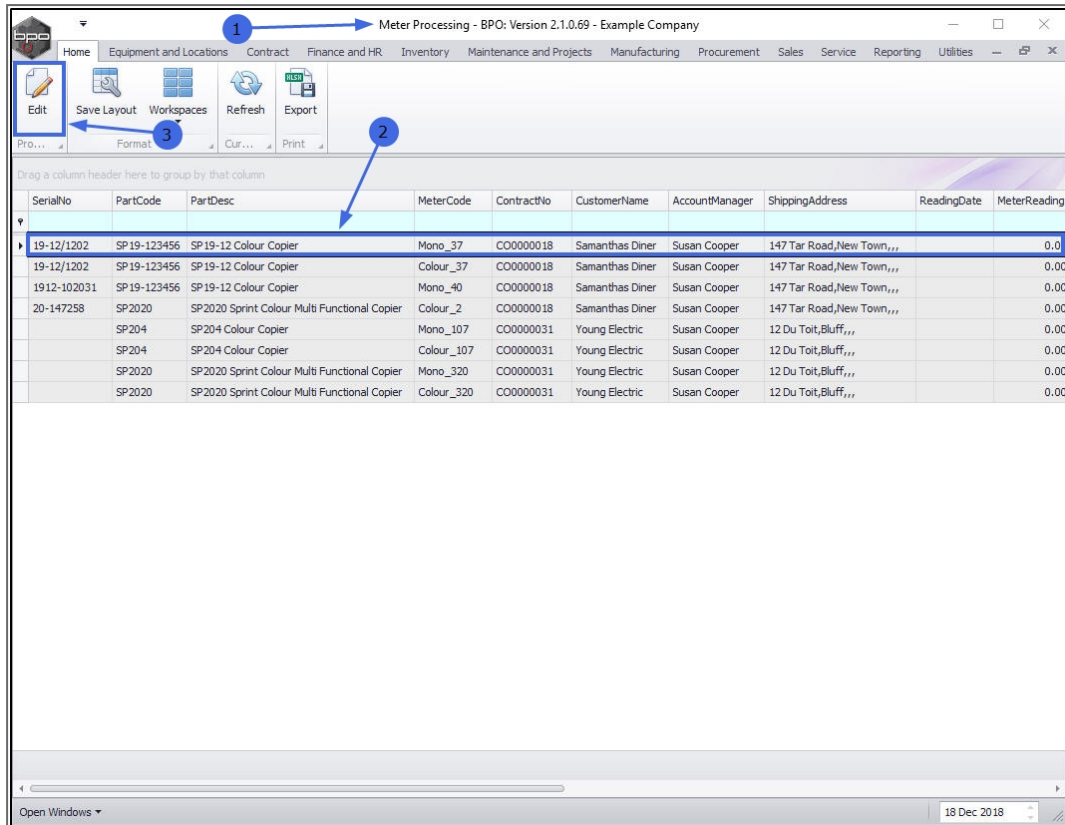 1
Meter Processing - BPO: Version 2.1.0.69 - Example Company
bpo
Home Equipment and Locations Contract Finance and HR Inventory Maintenance and Projects Manufacturing Procurement Sales Service Reporting Utilities
Edit Save Layout Workspaces Refresh XLSX Export
3
2
Pro... Format Cur... Print
Drag a column header here to group by that column
SerialNo PartCode PartDesc MeterCode ContractNo CustomerName AccountManager ShippingAddress ReadingDate MeterReading
19-12/1202 SP19-123456 SP19-12 Colour Copier Mono_37 CO0000018 Samanthas Diner Susan Cooper 147 Tar Road,New Town,,, 0.0
19-12/1202 SP19-123456 SP19-12 Colour Copier Colour_37 CO0000018 Samanthas Diner Susan Cooper 147 Tar Road,New Town,,, 0.00
1912-102031 SP19-123456 SP19-12 Colour Copier Mono_40 CO0000018 Samanthas Diner Susan Cooper 147 Tar Road,New Town,,, 0.00
20-147258 SP2020 SP2020 Sprint Colour Multi Functional Copier Colour_2 CO0000018 Samanthas Diner Susan Cooper 147 Tar Road,New Town,,, 0.00
SP204 SP204 Colour Copier Mono_107 CO0000031 Young Electric Susan Cooper 12 Du Toit,Bluff,,, 0.00
SP204 SP204 Colour Copier Colour_107 CO0000031 Young Electric Susan Cooper 12 Du Toit,Bluff,,, 0.00
SP2020 SP2020 Sprint Colour Multi Functional Copier Mono_320 CO0000031 Young Electric Susan Cooper 12 Du Toit,Bluff,,, 0.00
SP2020 SP2020 Sprint Colour Multi Functional Copier Colour_320 CO0000031 Young Electric Susan Cooper 12 Du Toit,Bluff,,, 0.00
Open Windows 18 Dec 2018